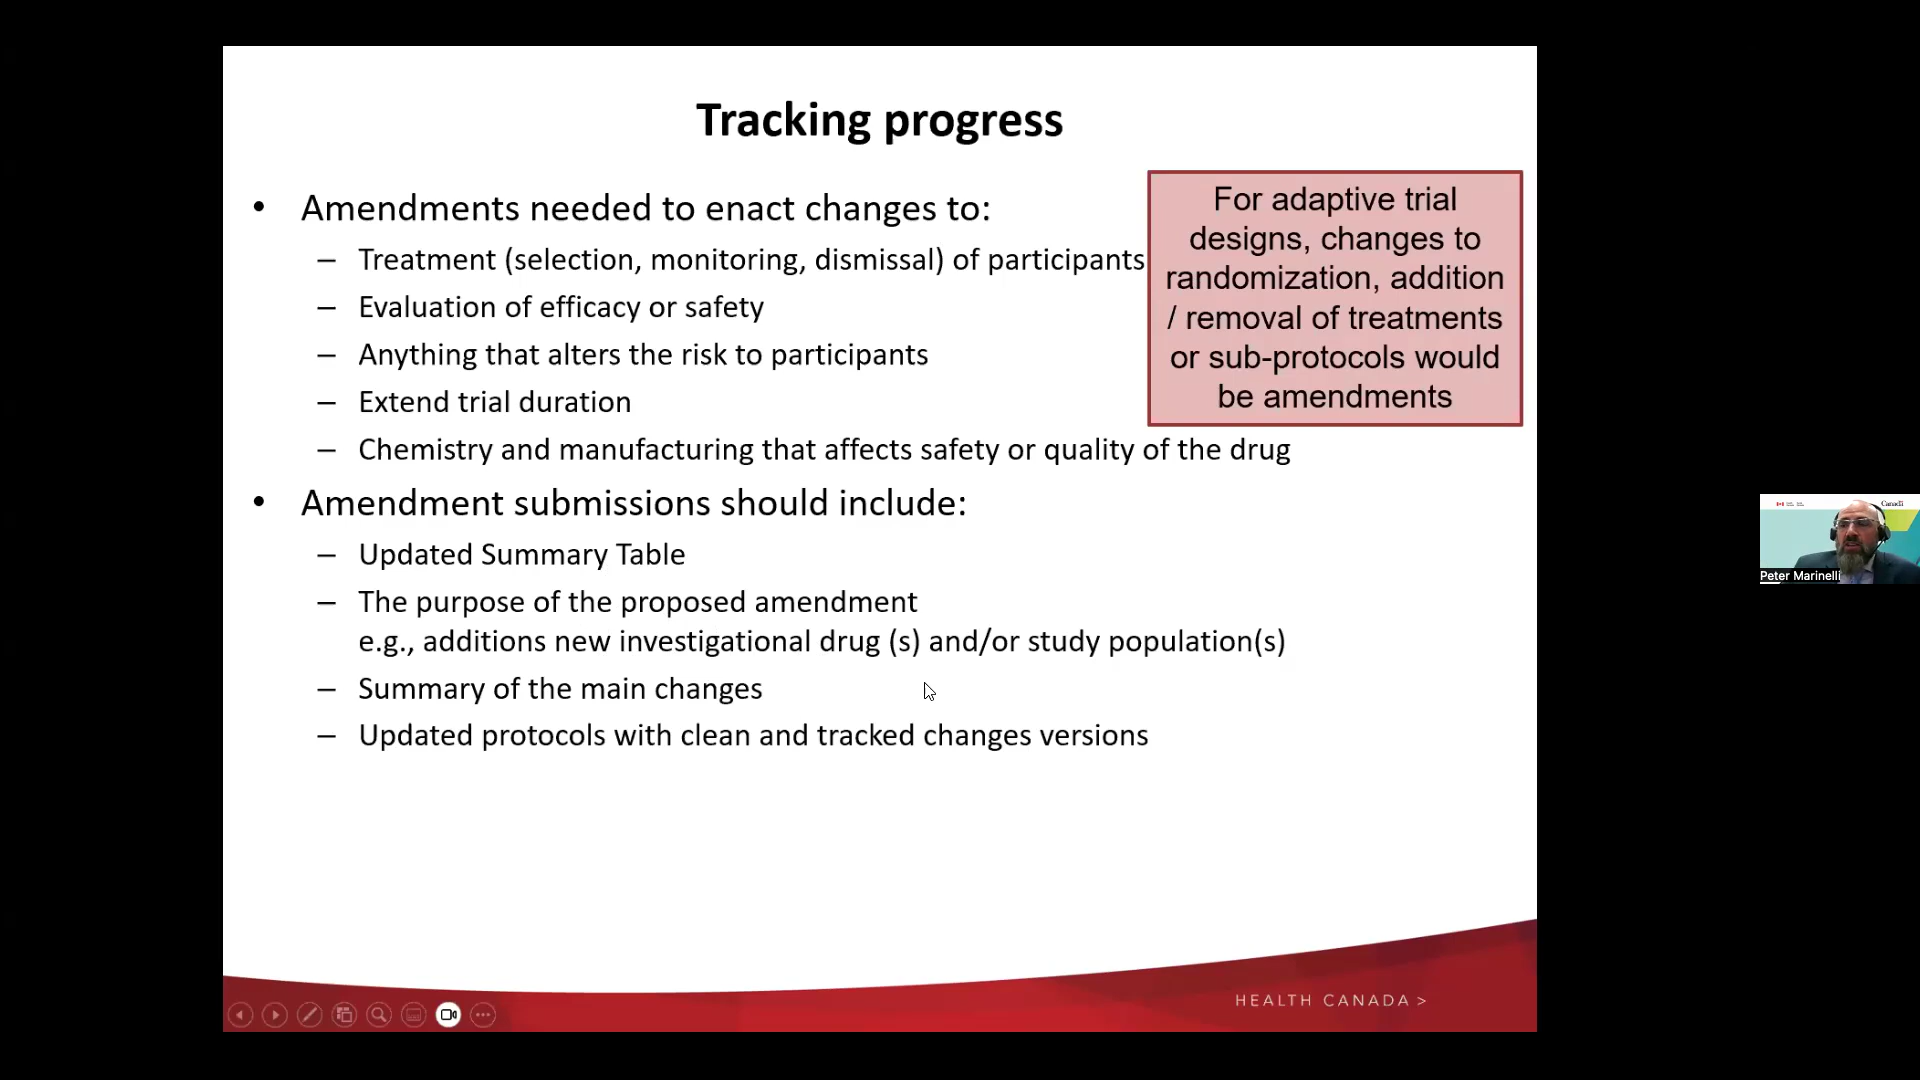 Tracking progress
• Amendments needed to enact changes to:
– Treatment (selection, monitoring, dismissal) of participants
– Evaluation of efficacy or safety
– Anything that alters the risk to participants
– Extend trial duration
– Chemistry and manufacturing that affects safety or quality of the drug
For adaptive trial
designs, changes to
randomization, addition
/ removal of treatments
or sub-protocols would
be amendments
• Amendment submissions should include:
– Updated Summary Table
– The purpose of the proposed amendment
e.g., additions new investigational drug (s) and/or study population(s)
– Summary of the main changes
– Updated protocols with clean and tracked changes versions
HEALTH CANADA >
Canada
Peter Marinelli